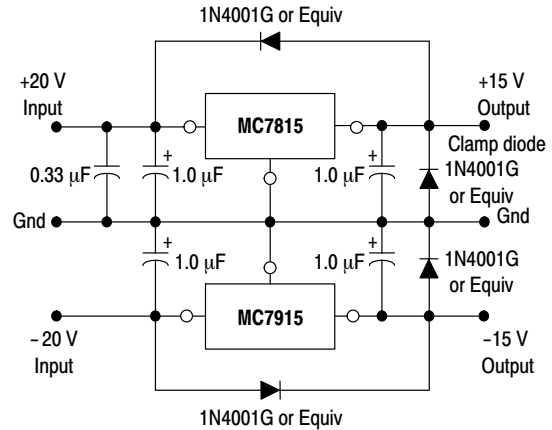 1N4001G or Equiv
+20 V
Input
MC7815
+15 V
Output
Clamp diode
0.33 μF
+
1.0 μF
1.0 μF
+
1N4001G
or Equiv
Gnd
Gnd
+
1.0 μF
1.0 μF
+
1N4001G
or Equiv
–20 V
Input
MC7915
–15 V
Output
1N4001G or Equiv